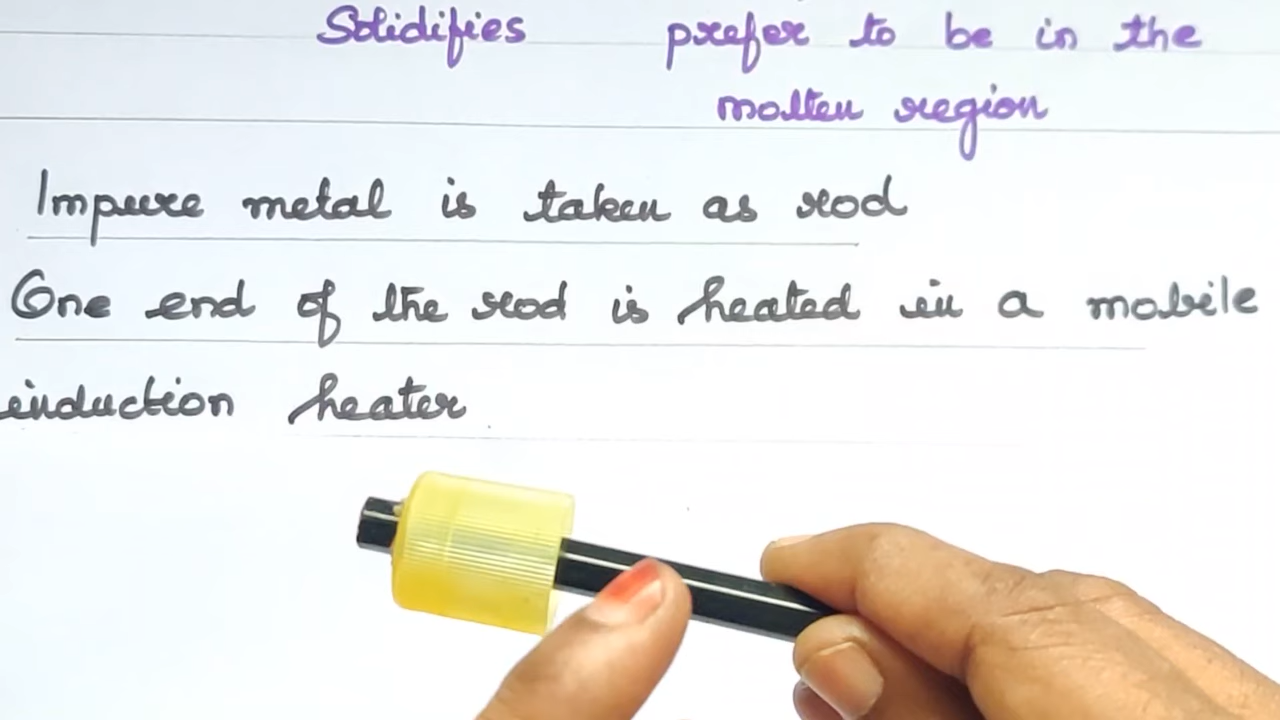 Solidifies prefer to be in the
molten region
Impure metal is taken as rod
One end of the rod is heated in a mobile
induction heater